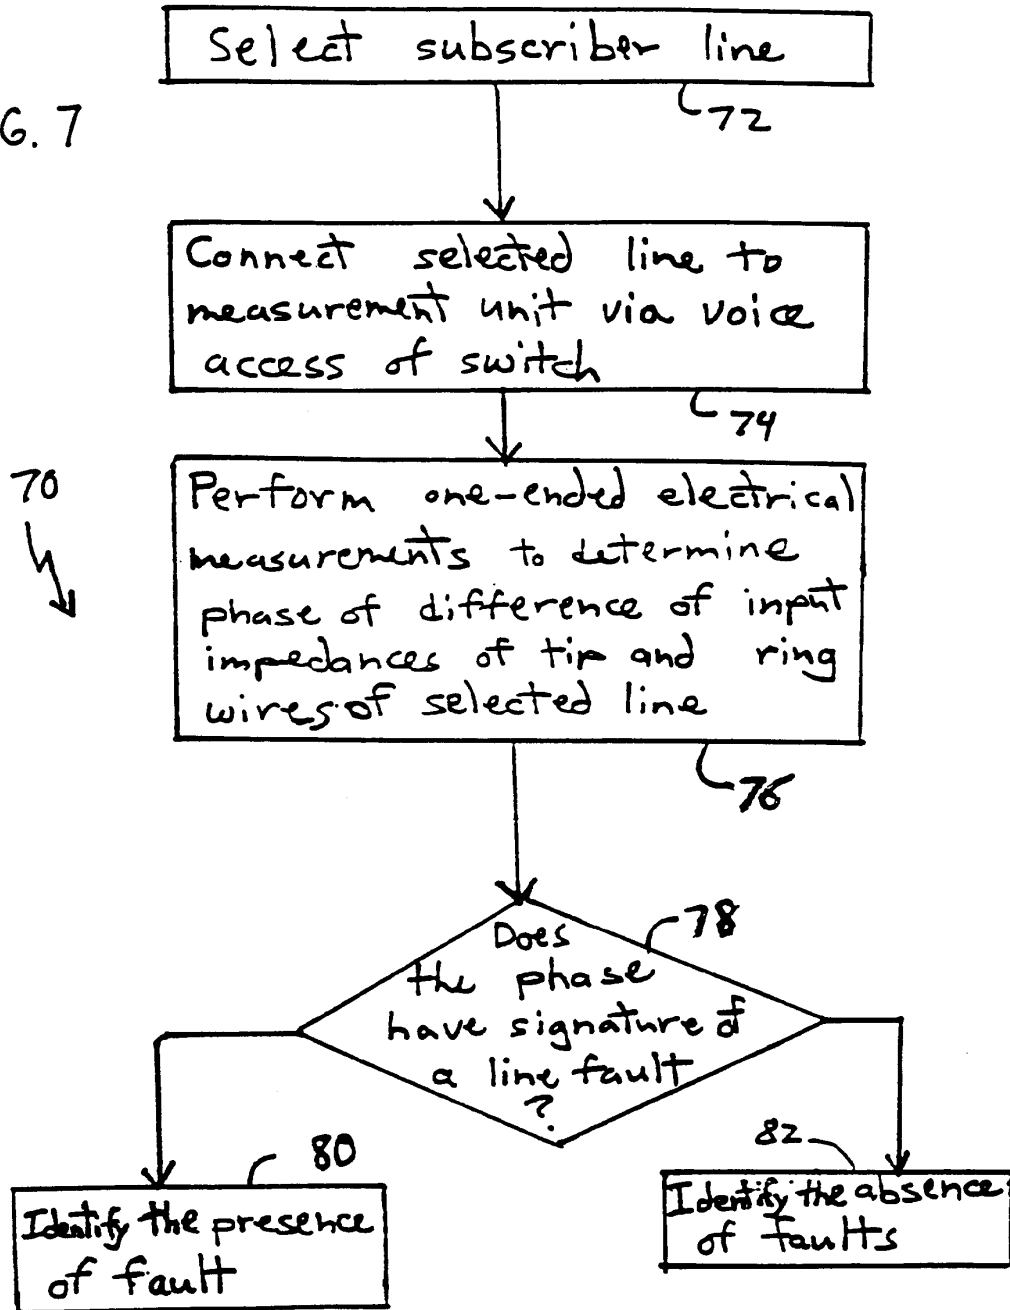 Select subscriber line
72
G. 7
Connect selected line to
measurement unit via voice
access of switch
74
70
Perform one-ended electrical
measurements to determine
phase of difference of input
impedances of tip and ring
wires of selected line
76
78
Does
the phase
have signature of
a line fault
?
80
Identify the presence
of fault
82
Identify the absence
of faults